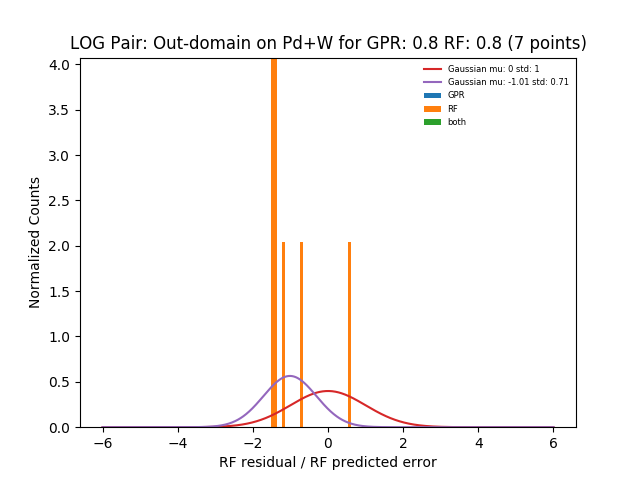 LOG Pair: Out-domain on Pd+W for GPR: 0.8 RF: 0.8 (7 points)
Gaussian mu: 0 std: 1
Gaussian mu: -1.01 std: 0.71
GPR
RF
both
Normalized Counts
4.0
3.5
3.0
2.5
2.0
1.5
1.0
0.5
0.0
−6 −4 −2 0 2 4 6
RF residual / RF predicted error